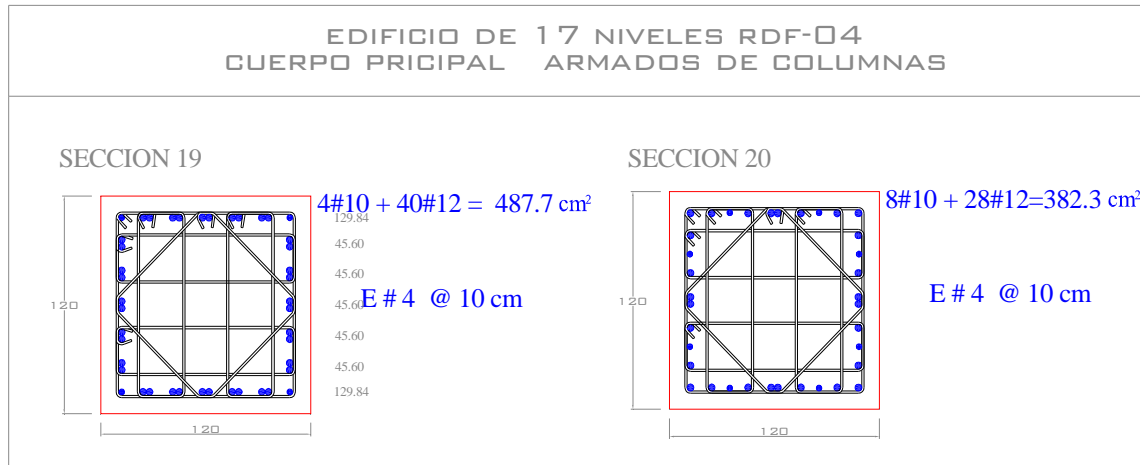 EDIFICIO DE 17 NIVELES RDF-04
CUERPO PRICIPAL ARMADOS DE COLUMNAS
SECCION 19
4#10 + 40#12 = 487.7 cm²
129.84
45.60
45.60
E # 4 @ 10 cm
45.60
45.60
45.60
129.84
120
120
SECCION 20
8#10 + 28#12=382.3 cm²
E # 4 @ 10 cm
120
120